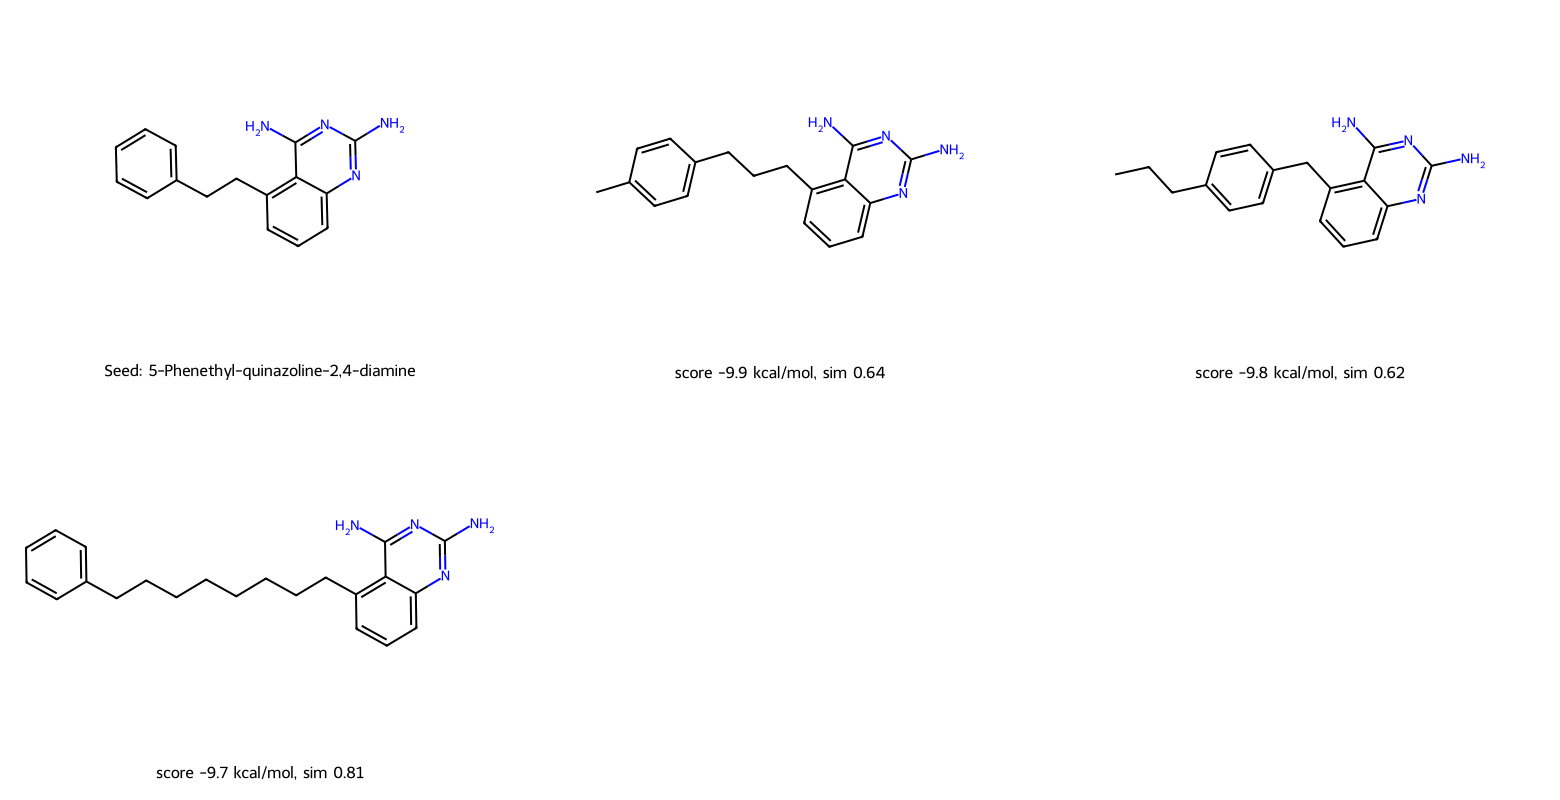 H2N N NH2
N
Seed: 5-Phenethyl-quinazoline-2,4-diamine
H2N N NH2
N
score -9.9 kcal/mol, sim 0.64
H2N N NH2
N
score -9.8 kcal/mol, sim 0.62
H2N N NH2
N
score -9.7 kcal/mol, sim 0.81